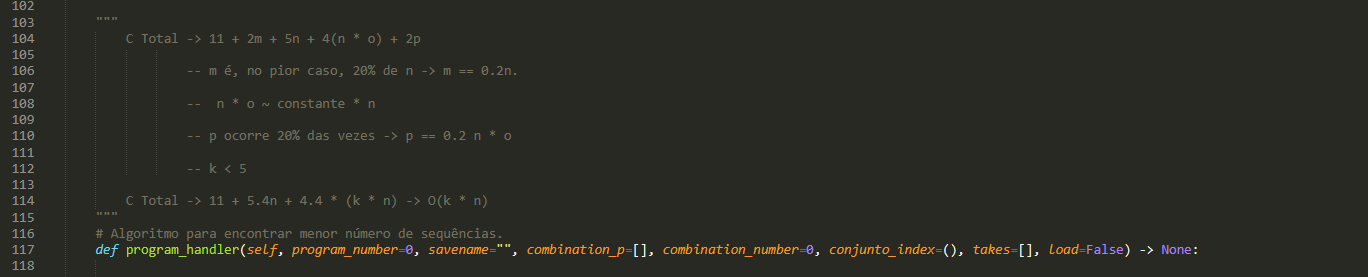 102
103 """
104 C Total -> 11 + 2m + 5n + 4(n * o) + 2p
105
106 -- m é, no pior caso, 20% de n -> m == 0.2n.
107
108 --  n * o ~ constante * n
109
110 -- p ocorre 20% das vezes -> p == 0.2 n * o
111
112 -- k < 5
113
114 C Total -> 11 + 5.4n + 4.4 * (k * n) -> O(k * n)
115 """
116 # Algoritmo para encontrar menor número de sequências.
117 def program_handler(self, program_number=0, savename="", combination_p=[], combination_number=0, conjunto_index=(), takes=[], load=False) -> None:
118